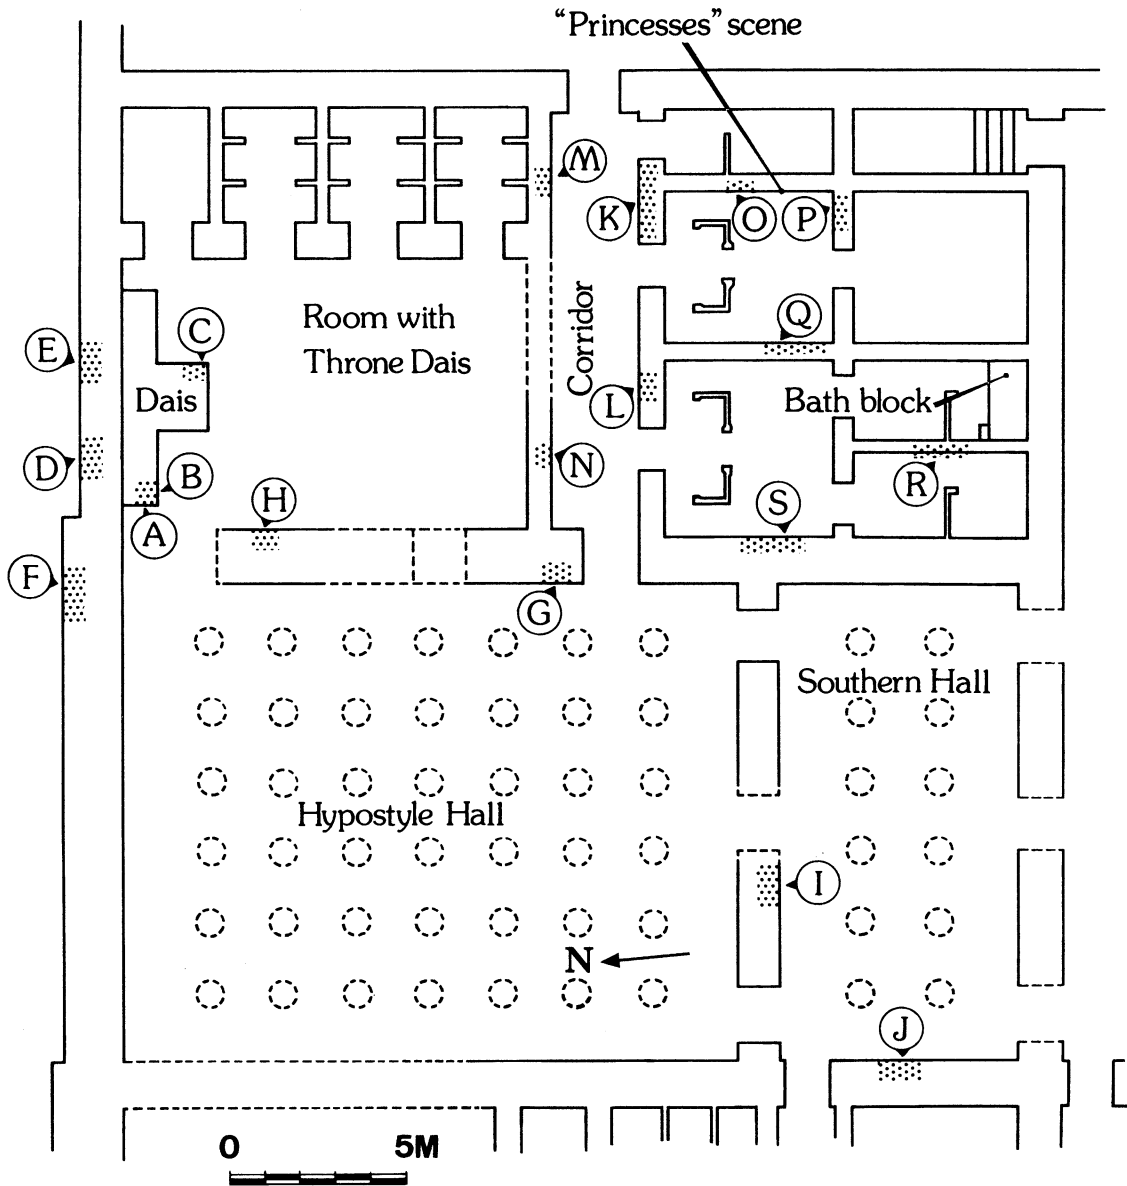 “Princesses” scene
M
K
O
P
Corridor
Room with
Throne Dais
Q
E
C
Dais
L
Bath block
D
B
N
R
H
S
A
F
G
Southern Hall
Hypostyle Hall
I
N
J
0 5M